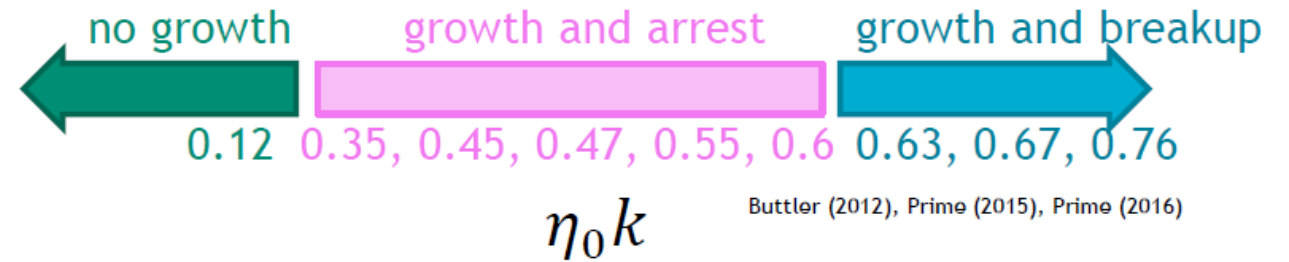 no growth growth and arrest growth and breakup
0.12 0.35, 0.45, 0.47, 0.55, 0.6 0.63, 0.67, 0.76
η₀k
Buttler (2012), Prime (2015), Prime (2016)